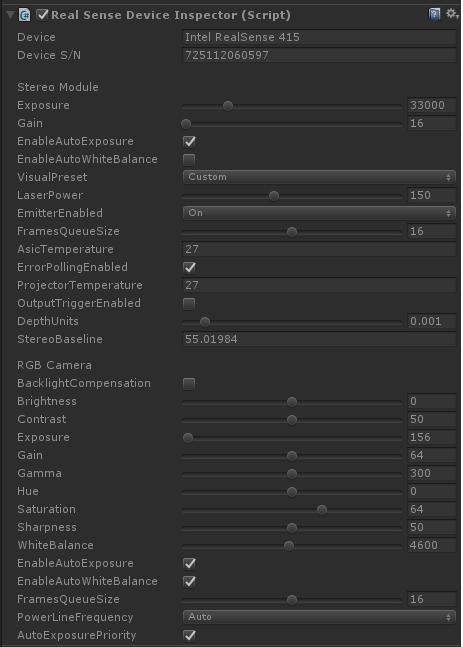 Real Sense Device Inspector (Script)
Device Intel RealSense 415
Device S/N 725112060597
Stereo Module
Exposure 33000
Gain 16
EnableAutoExposure
EnableAutoWhiteBalance
VisualPreset Custom
LaserPower 150
EmitterEnabled On
FramesQueueSize 16
AsicTemperature 27
ErrorPollingEnabled
ProjectorTemperature 27
OutputTriggerEnabled
DepthUnits 0.001
StereoBaseline 55.01984
RGB Camera
BacklightCompensation
Brightness 0
Contrast 50
Exposure 156
Gain 64
Gamma 300
Hue 0
Saturation 64
Sharpness 50
WhiteBalance 4600
EnableAutoExposure
EnableAutoWhiteBalance
FramesQueueSize 16
PowerLineFrequency Auto
AutoExposurePriority